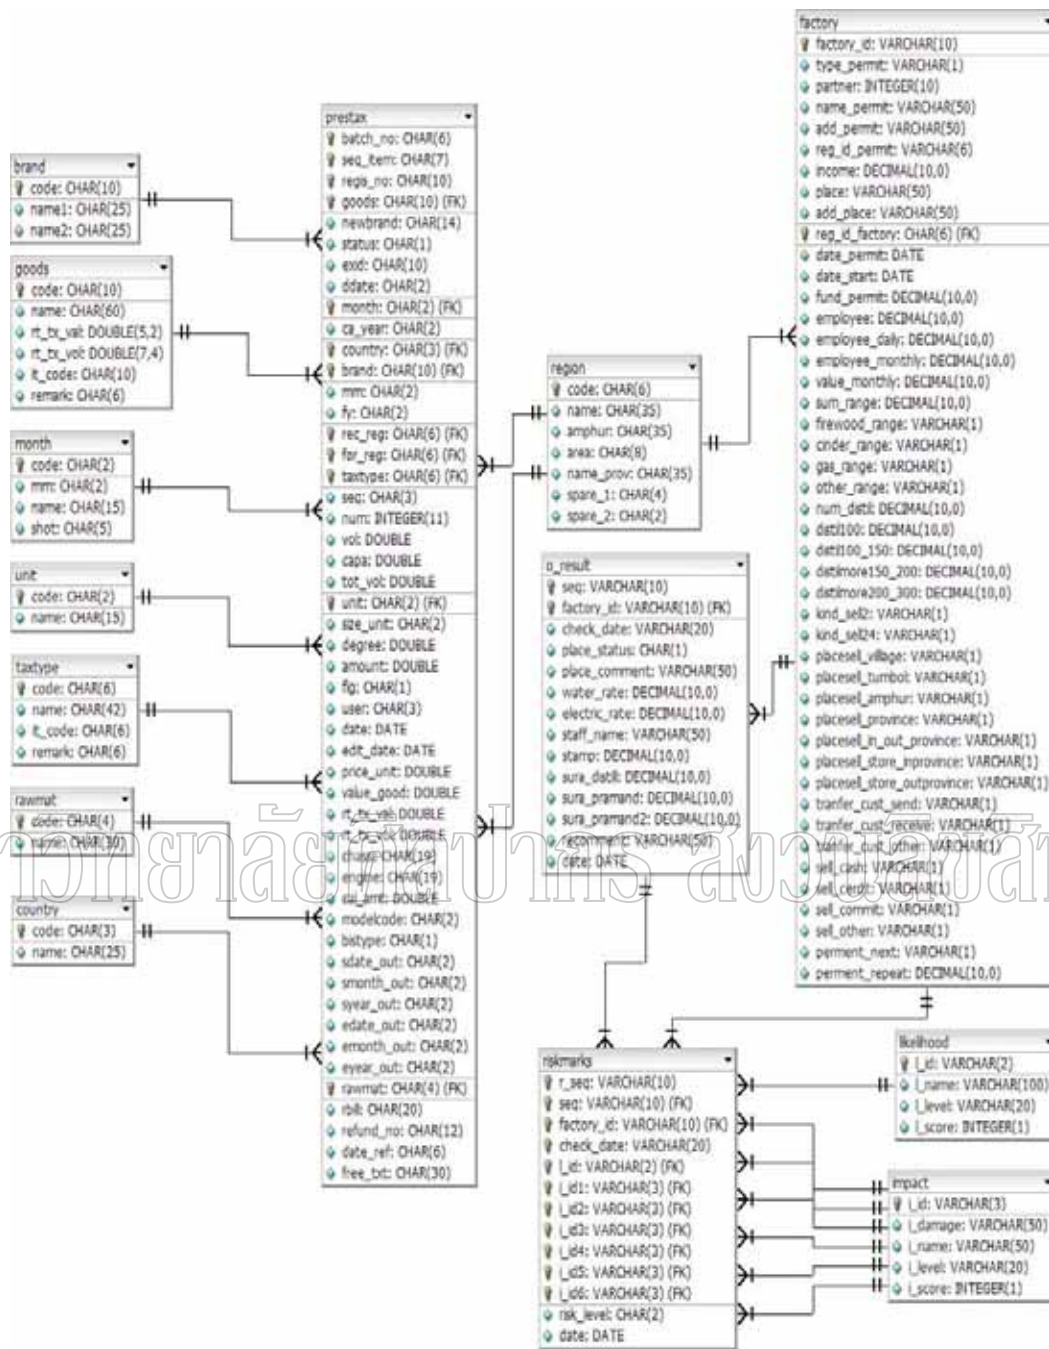 brand
code: CHAR(10)
name1: CHAR(25)
name2: CHAR(25)
goods
code: CHAR(10)
name: CHAR(60)
rt_tx_val: DOUBLE(5,2)
rt_tx_vol: DOUBLE(7,4)
lt_code: CHAR(10)
remark: CHAR(6)
month
code: CHAR(2)
mm: CHAR(2)
name: CHAR(15)
shot: CHAR(5)
unit
code: CHAR(2)
name: CHAR(15)
taxtype
code: CHAR(6)
name: CHAR(42)
lt_code: CHAR(6)
remark: CHAR(6)
rawmat
code: CHAR(4)
name: CHAR(30)
country
code: CHAR(3)
name: CHAR(25)
prestax
batch_no: CHAR(6)
seq_item: CHAR(7)
regis_no: CHAR(10)
goods: CHAR(10) (FK)
newbrand: CHAR(14)
status: CHAR(1)
exid: CHAR(10)
ddate: CHAR(2)
month: CHAR(2) (FK)
ca_year: CHAR(2)
country: CHAR(3) (FK)
brand: CHAR(10) (FK)
mm: CHAR(2)
fy: CHAR(2)
rec_reg: CHAR(6) (FK)
for_reg: CHAR(6) (FK)
taxtype: CHAR(6) (FK)
seq: CHAR(3)
num: INTEGER(11)
vol: DOUBLE
capa: DOUBLE
tot_vol: DOUBLE
unit: CHAR(2) (FK)
size_unit: CHAR(2)
degree: DOUBLE
amount: DOUBLE
flg: CHAR(1)
user: CHAR(3)
date: DATE
edit_date: DATE
price_unit: DOUBLE
value_good: DOUBLE
rt_tx_val: DOUBLE
rt_tx_vol: DOUBLE
chass: CHAR(19)
engine: CHAR(19)
DOUBLE
modelcode: CHAR(2)
bistype: CHAR(1)
sdate_out: CHAR(2)
smonth_out: CHAR(2)
syear_out: CHAR(2)
edate_out: CHAR(2)
emonth_out: CHAR(2)
eyear_out: CHAR(2)
rawmat: CHAR(4) (FK)
rbill: CHAR(20)
refund_no: CHAR(12)
date_ref: CHAR(6)
free_txt: CHAR(30)
region
code: CHAR(6)
name: CHAR(35)
amphur: CHAR(35)
area: CHAR(8)
name_prov: CHAR(35)
spare_1: CHAR(4)
spare_2: CHAR(2)
o_result
seq: VARCHAR(10)
factory_id: VARCHAR(10) (FK)
check_date: VARCHAR(20)
place_status: CHAR(1)
place_comment: VARCHAR(50)
water_rate: DECIMAL(10,0)
electric_rate: DECIMAL(10,0)
staff_name: VARCHAR(50)
stamp: DECIMAL(10,0)
sura_distil: DECIMAL(10,0)
sura_pramand: DECIMAL(10,0)
sura_pramand2: DECIMAL(10,0)
recomment: VARCHAR(50)
date: DATE
factory
factory_id: VARCHAR(10)
type_permit: VARCHAR(1)
partner: INTEGER(10)
name_permit: VARCHAR(50)
add_permit: VARCHAR(50)
reg_id_permit: VARCHAR(6)
income: DECIMAL(10,0)
place: VARCHAR(50)
add_place: VARCHAR(50)
reg_id_factory: CHAR(6) (FK)
date_permit: DATE
date_start: DATE
fund_permit: DECIMAL(10,0)
employee: DECIMAL(10,0)
employee_daily: DECIMAL(10,0)
employee_monthly: DECIMAL(10,0)
value_monthly: DECIMAL(10,0)
sum_range: DECIMAL(10,0)
firewood_range: VARCHAR(1)
cinder_range: VARCHAR(1)
gas_range: VARCHAR(1)
other_range: VARCHAR(1)
num_distil: DECIMAL(10,0)
distil100: DECIMAL(10,0)
distil100_150: DECIMAL(10,0)
distilmore150_200: DECIMAL(10,0)
distilmore200_300: DECIMAL(10,0)
kind_sell2: VARCHAR(1)
kind_sell24: VARCHAR(1)
placesell_village: VARCHAR(1)
placesell_tumbol: VARCHAR(1)
placesell_amphur: VARCHAR(1)
placesell_province: VARCHAR(1)
placesell_in_out_province: VARCHAR(1)
placesell_store_inprovince: VARCHAR(1)
placesell_store_outprovince: VARCHAR(1)
tranfer_cust_send: VARCHAR(1)
tranfer_cust_receive: VARCHAR(1)
tranfer_cust_other: VARCHAR(1)
sell_cash: VARCHAR(1)
sell_cerdit: VARCHAR(1)
sell_commit: VARCHAR(1)
sell_other: VARCHAR(1)
perment_next: VARCHAR(1)
perment_repeat: DECIMAL(10,0)
riskmarks
r_seq: VARCHAR(10)
seq: VARCHAR(10) (FK)
factory_id: VARCHAR(10) (FK)
check_date: VARCHAR(20)
l_id: VARCHAR(2) (FK)
i_id1: VARCHAR(3) (FK)
i_id2: VARCHAR(3) (FK)
i_id3: VARCHAR(3) (FK)
i_id4: VARCHAR(3) (FK)
i_id5: VARCHAR(3) (FK)
i_id6: VARCHAR(3) (FK)
risk_level: CHAR(2)
date: DATE
likelihood
l_id: VARCHAR(2)
l_name: VARCHAR(100)
l_level: VARCHAR(20)
l_score: INTEGER(1)
impact
i_id: VARCHAR(3)
i_damage: VARCHAR(50)
i_name: VARCHAR(50)
i_level: VARCHAR(20)
i_score: INTEGER(1)